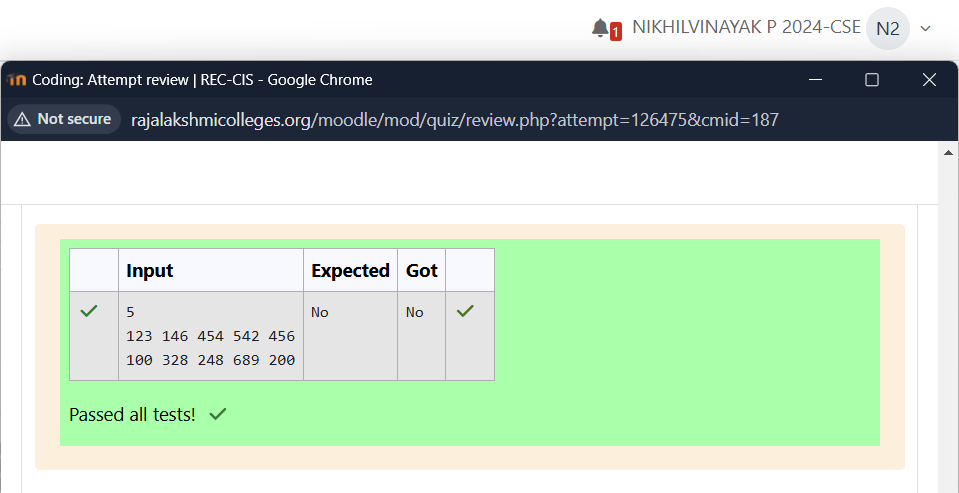 1 NIKHILVINAYAK P 2024-CSE N2
in Coding: Attempt review | REC-CIS - Google Chrome
Not secure rajalakshmicolleges.org/moodle/mod/quiz/review.php?attempt=126475&cmid=187
Input Expected Got
5 No No
123 146 454 542 456
100 328 248 689 200
Passed all tests!